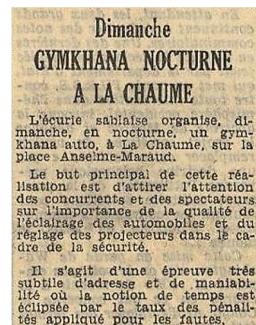 Dimanche
GYMKHANA NOCTURNE
A LA CHAUME
L'écurie sablaise organise, di-
manche, en nocturne, un gym-
khana auto, à La Chaume, sur la
place Anselme-Maraud.
Le but principal de cette réa-
lisation est d'attirer l'attention
des concurrents et des spectateurs
sur l'importance de la qualité de
l'éclairage des automobiles et du
réglage des projecteurs dans le ca-
dre de la sécurité.
Il s'agit d'une épreuve très
subtile d'adresse et de maniabi-
lité où la notion de temps est
éclipsée par le taux des pénali-
tés appliqué pour les fautes.